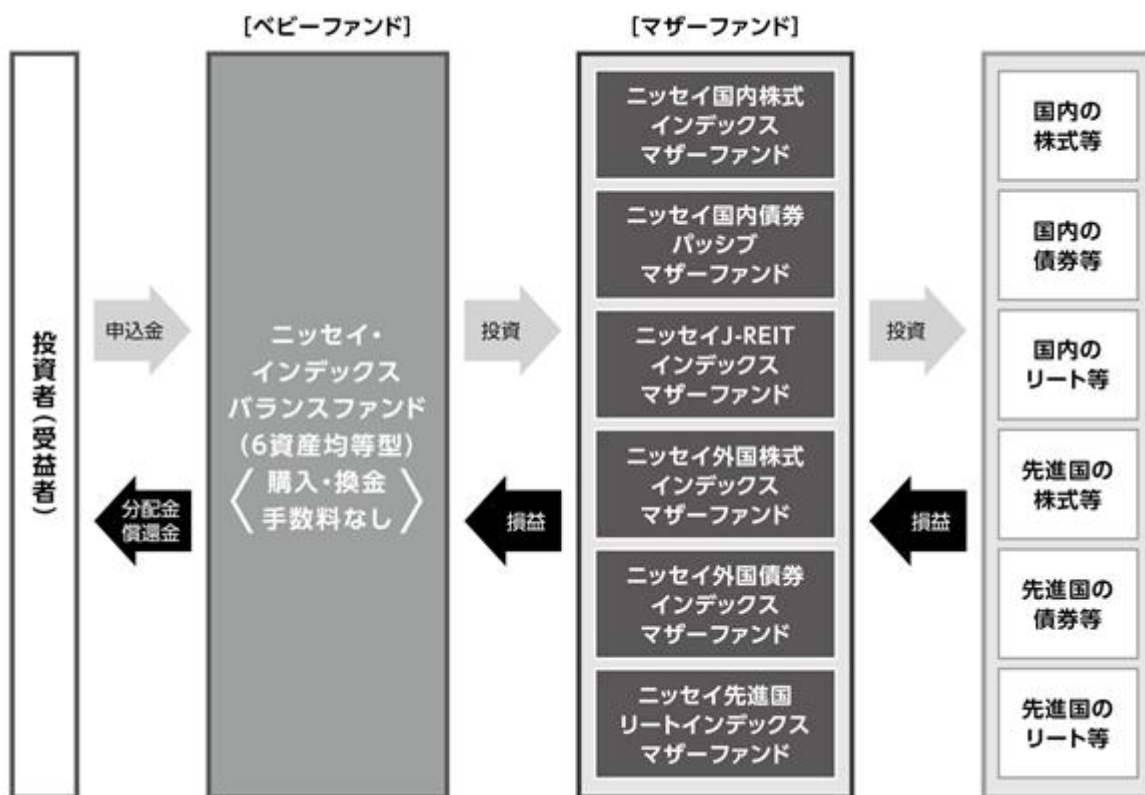 [ベビーファンド]
[マザーファンド]
投資者(受益者)
申込金
分配金
償還金
ニッセイ・
インデックス
バランスファンド
(6資産均等型)
〈購入・換金
手数料なし〉
投資
損益
ニッセイ国内株式
インデックス
マザーファンド
ニッセイ国内債券
パッシブ
マザーファンド
ニッセイJ-REIT
インデックス
マザーファンド
ニッセイ外国株式
インデックス
マザーファンド
ニッセイ外国債券
インデックス
マザーファンド
ニッセイ先進国
リートインデックス
マザーファンド
投資
損益
国内の
株式等
国内の
債券等
国内の
リート等
先進国の
株式等
先進国の
債券等
先進国の
リート等